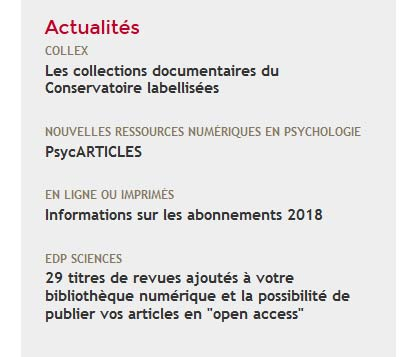 Actualités
COLLEX
Les collections documentaires du
Conservatoire labellisées
NOUVELLES RESSOURCES NUMÉRIQUES EN PSYCHOLOGIE
PsycARTICLES
EN LIGNE OU IMPRIMÉS
Informations sur les abonnements 2018
EDP SCIENCES
29 titres de revues ajoutés à votre
bibliothèque numérique et la possibilité de
publier vos articles en "open access"